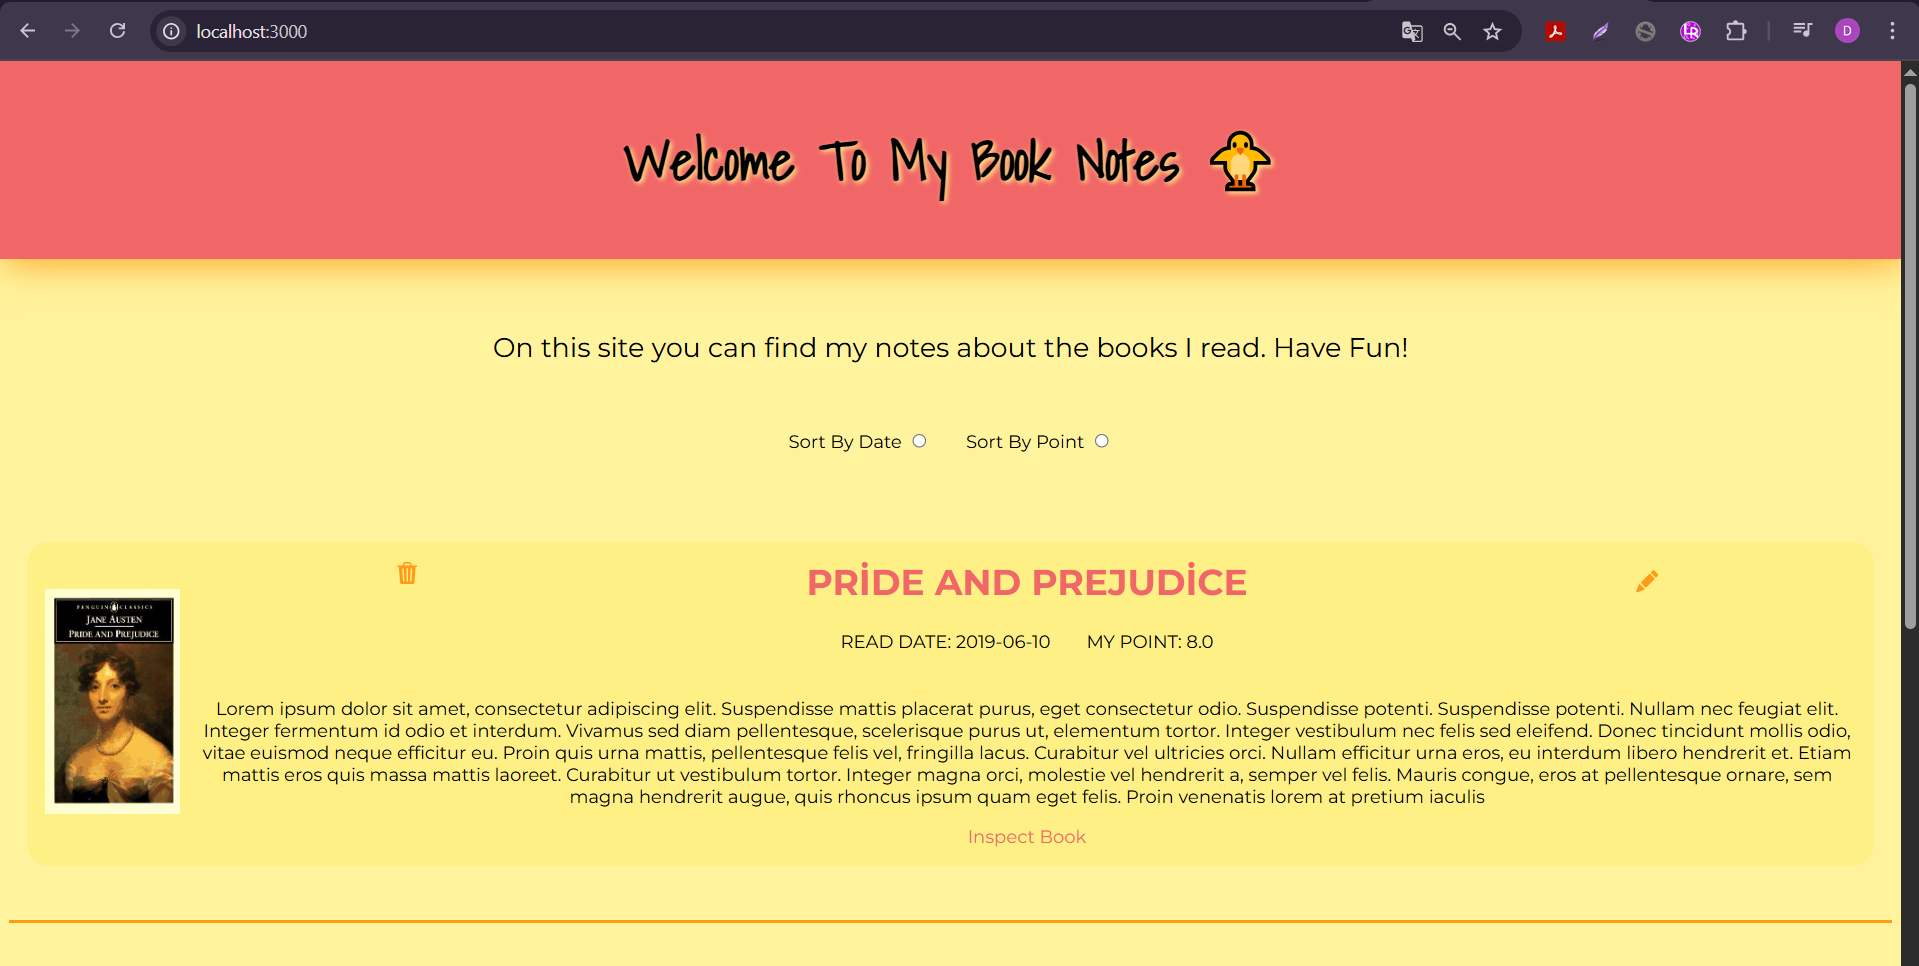 localhost:3000
D
Welcome To My Book Notes
On this site you can find my notes about the books I read. Have Fun!
Sort By Date
Sort By Point
PRİDE AND PREJUDİCE
PENGUIN CLASSICS
JANE AUSTEN
PRIDE AND PREJUDICE
READ DATE: 2019-06-10 MY POINT: 8.0
Lorem ipsum dolor sit amet, consectetur adipiscing elit. Suspendisse mattis placerat purus, eget consectetur odio. Suspendisse potenti. Suspendisse potenti. Nullam nec feugiat elit.
Integer fermentum id odio et interdum. Vivamus sed diam pellentesque, scelerisque purus ut, elementum tortor. Integer vestibulum nec felis sed eleifend. Donec tincidunt mollis odio,
vitae euismod neque efficitur eu. Proin quis urna mattis, pellentesque felis vel, fringilla lacus. Curabitur vel ultricies orci. Nullam efficitur urna eros, eu interdum libero hendrerit et. Etiam
mattis eros quis massa mattis laoreet. Curabitur ut vestibulum tortor. Integer magna orci, molestie vel hendrerit a, semper vel felis. Mauris congue, eros at pellentesque ornare, sem
magna hendrerit augue, quis rhoncus ipsum quam eget felis. Proin venenatis lorem at pretium iaculis
Inspect Book